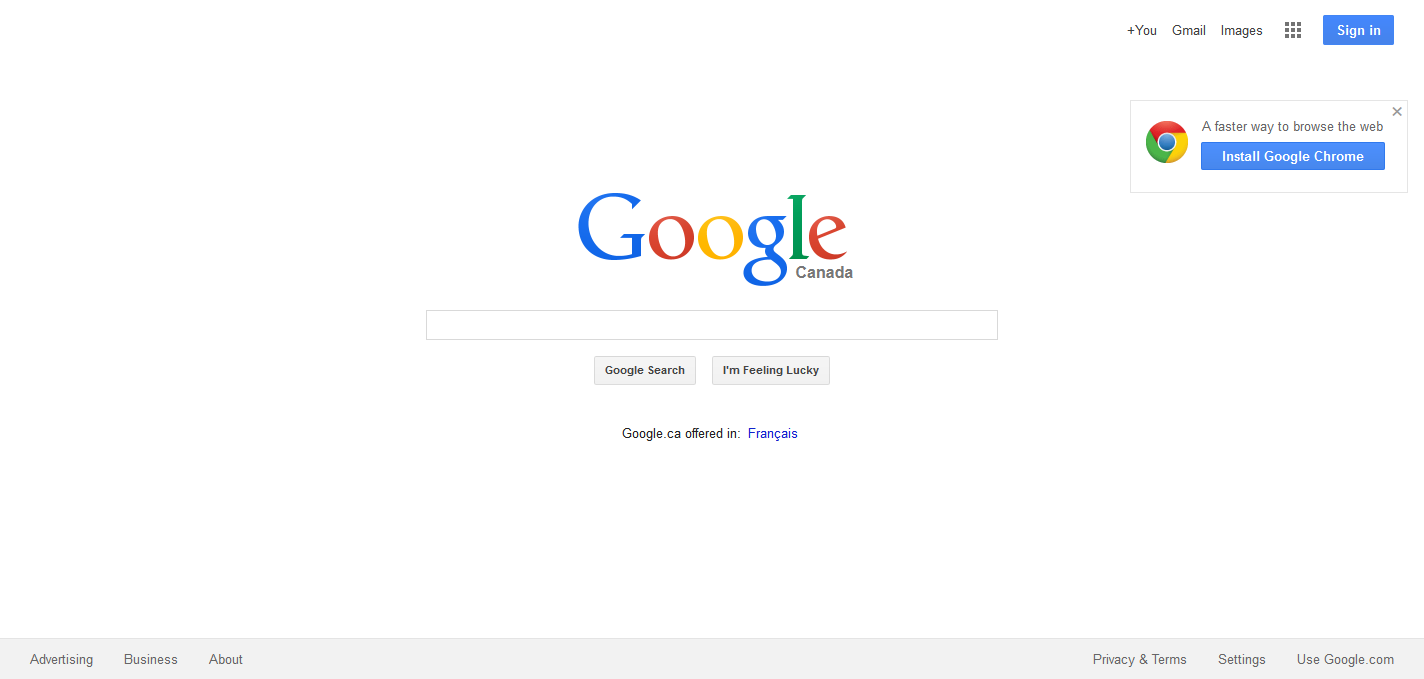 +You Gmail Images Sign in
A faster way to browse the web
Install Google Chrome
Google
Canada
Google Search I'm Feeling Lucky
Google.ca offered in: Français
Advertising Business About Privacy & Terms Settings Use Google.com